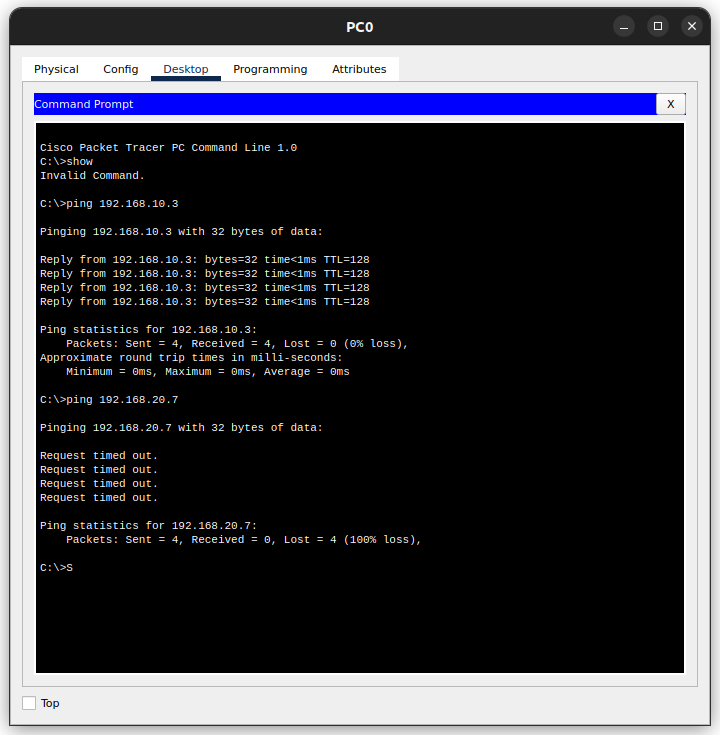 PC0
Physical Config Desktop Programming Attributes
Command Prompt X
Cisco Packet Tracer PC Command Line 1.0
C:\>show
Invalid Command.
C:\>ping 192.168.10.3
Pinging 192.168.10.3 with 32 bytes of data:
Reply from 192.168.10.3: bytes=32 time<1ms TTL=128
Reply from 192.168.10.3: bytes=32 time<1ms TTL=128
Reply from 192.168.10.3: bytes=32 time<1ms TTL=128
Reply from 192.168.10.3: bytes=32 time<1ms TTL=128
Ping statistics for 192.168.10.3:
    Packets: Sent = 4, Received = 4, Lost = 0 (0% loss),
Approximate round trip times in milli-seconds:
    Minimum = 0ms, Maximum = 0ms, Average = 0ms
C:\>ping 192.168.20.7
Pinging 192.168.20.7 with 32 bytes of data:
Request timed out.
Request timed out.
Request timed out.
Request timed out.
Ping statistics for 192.168.20.7:
    Packets: Sent = 4, Received = 0, Lost = 4 (100% loss),
C:\>S
Top